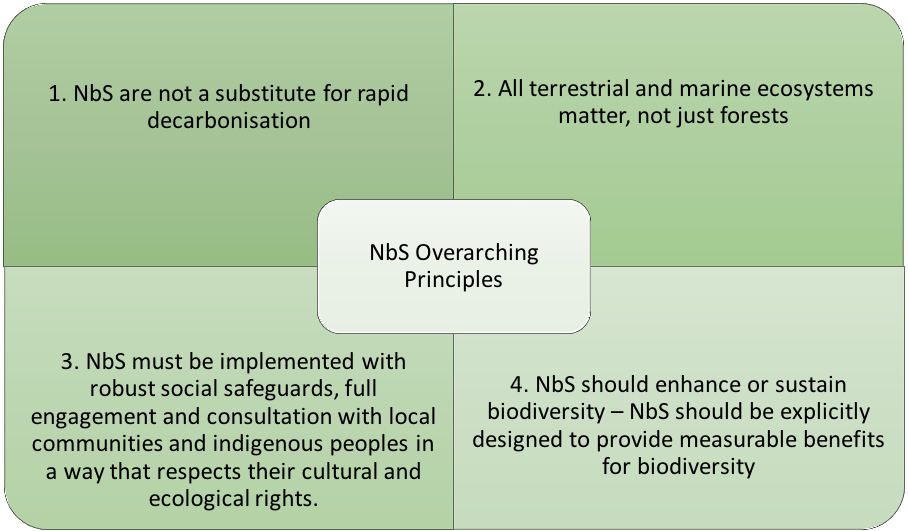 1. NbS are not a substitute for rapid
decarbonisation
2. All terrestrial and marine ecosystems
matter, not just forests
NbS Overarching
Principles
3. NbS must be implemented with
robust social safeguards, full
engagement and consultation with local
communities and indigenous peoples in
a way that respects their cultural and
ecological rights.
4. NbS should enhance or sustain
biodiversity – NbS should be explicitly
designed to provide measurable benefits
for biodiversity